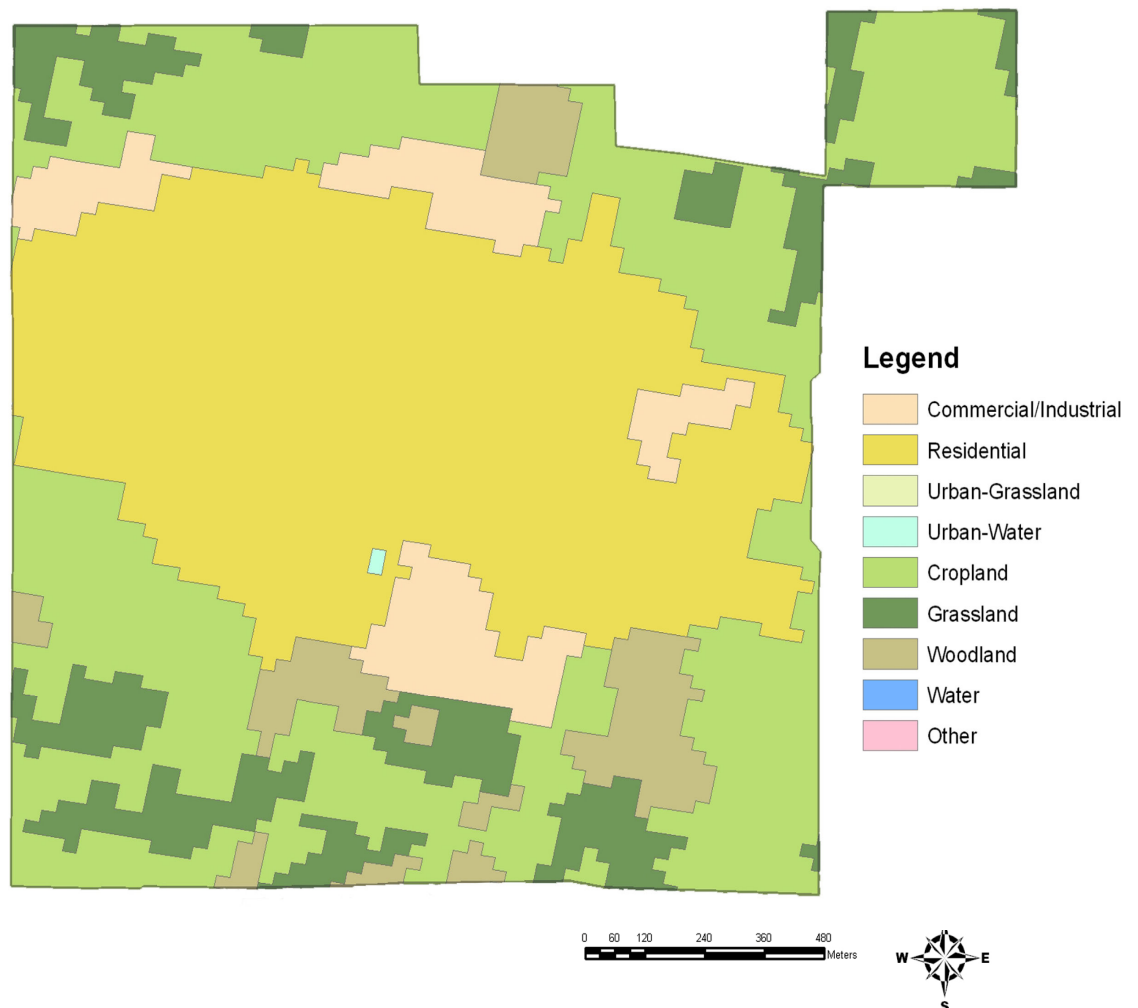 Legend
Commercial/Industrial
Residential
Urban-Grassland
Urban-Water
Cropland
Grassland
Woodland
Water
Other
0 60 120 240 360 480
Meters
N
W E
S